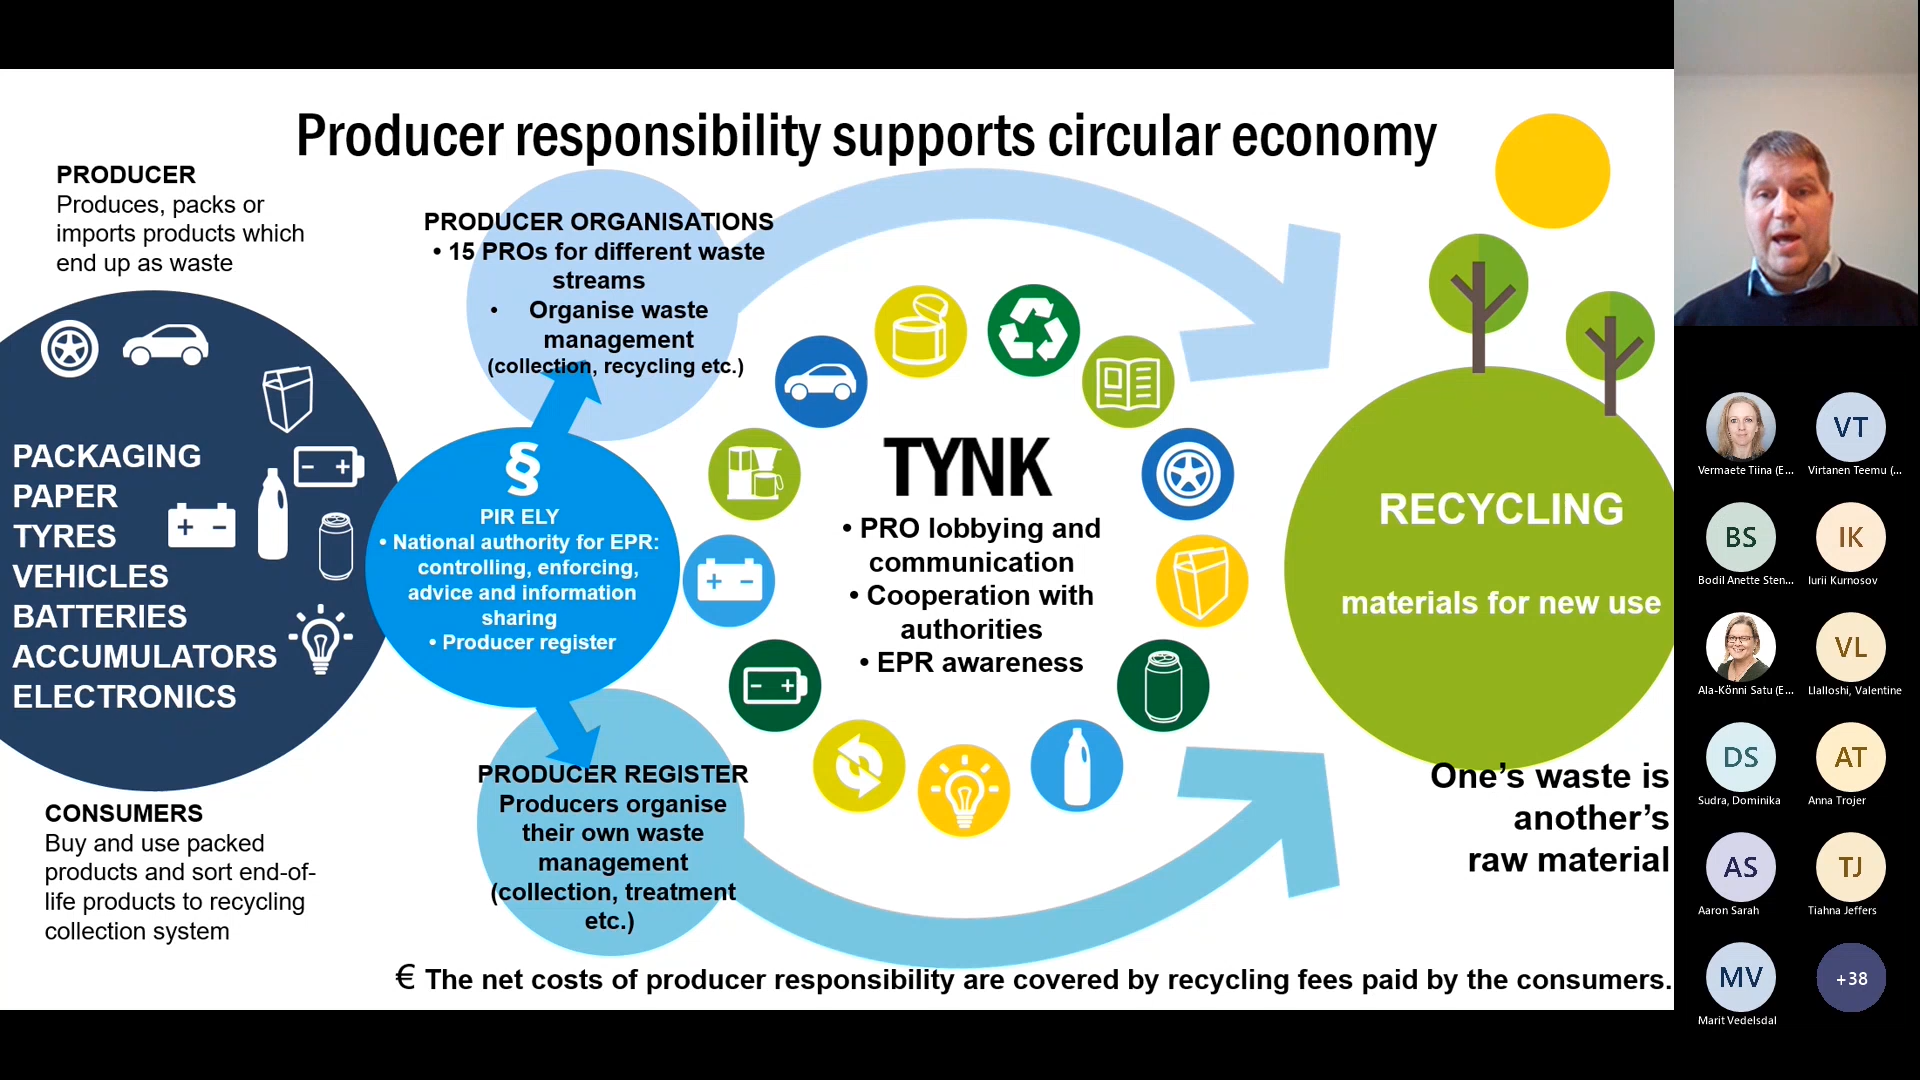 Producer responsibility supports circular economy
PRODUCER
Produces, packs or
imports products which
end up as waste
PACKAGING
PAPER
TYRES
VEHICLES
BATTERIES
ACCUMULATORS
ELECTRONICS
CONSUMERS
Buy and use packed
products and sort end-of-
life products to recycling
collection system
PRODUCER ORGANISATIONS
• 15 PROs for different waste
streams
• Organise waste
management
(collection, recycling etc.)
§
PIR ELY
• National authority for EPR:
controlling, enforcing,
advice and information
sharing
• Producer register
PRODUCER REGISTER
Producers organise
their own waste
management
(collection, treatment
etc.)
TYNK
• PRO lobbying and
communication
• Cooperation with
authorities
• EPR awareness
RECYCLING
materials for new use
One’s waste is
another’s
raw material
€ The net costs of producer responsibility are covered by recycling fees paid by the consumers.
Vermaete Tiina (E...
VT
Virtanen Teemu (...
BS
Bodil Anette Sten...
IK
Iurii Kurnosov
Ala-Könni Satu (E...
VL
Llalloshi, Valentine
DS
Sudra, Dominika
AT
Anna Trojer
AS
Aaron Sarah
TJ
Tiahna Jeffers
MV
Marit Vedelsdal
+38